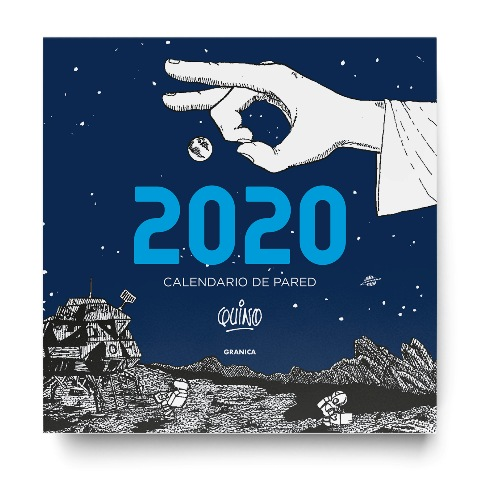 2020
CALENDARIO DE PARED
QUINO
GRANICA